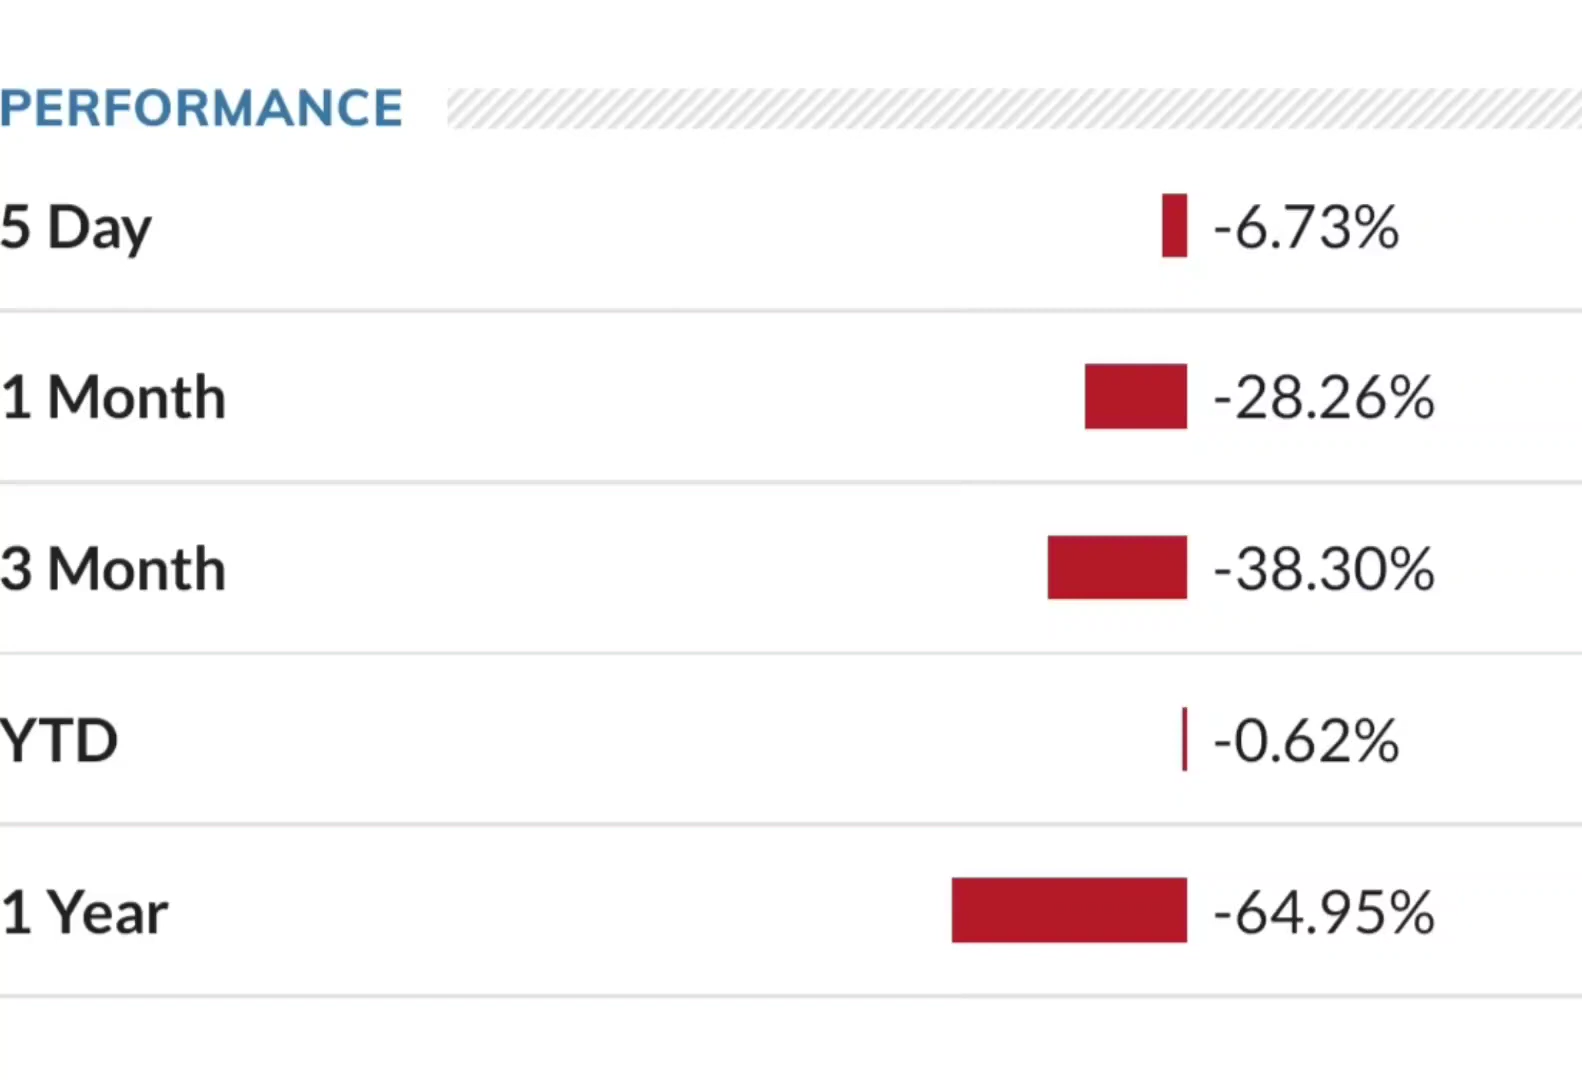 PERFORMANCE
5 Day -6.73%
1 Month -28.26%
3 Month -38.30%
YTD -0.62%
1 Year -64.95%